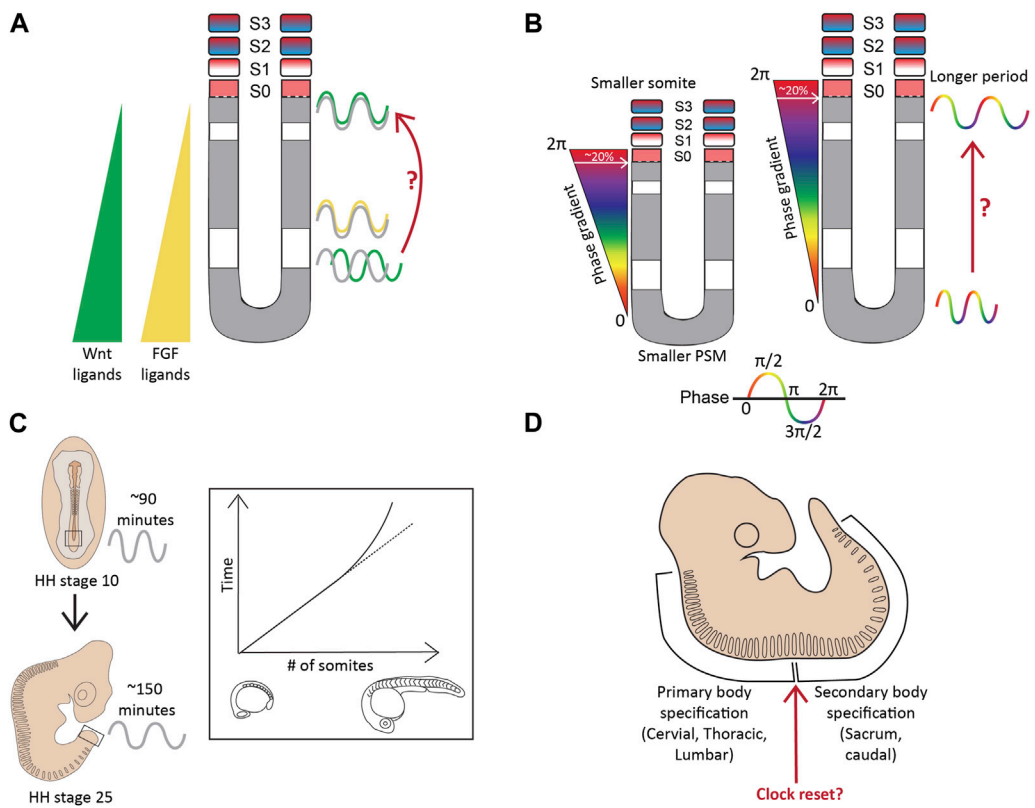 A
S3
S2
S1
S0
?
Wnt
ligands
FGF
ligands
B
Smaller somite
S3
S2
S1
S0
2π
~20%
Phase gradient
0
Smaller PSM
S3
S2
S1
S0
2π
~20%
Phase gradient
0
Longer period
?
Phase
0
π/2
π
3π/2
2π
C
~90
minutes
HH stage 10
~150
minutes
HH stage 25
Time
# of somites
D
Primary body
specification
(Cervial, Thoracic,
Lumbar)
Secondary body
specification
(Sacrum,
caudal)
Clock reset?